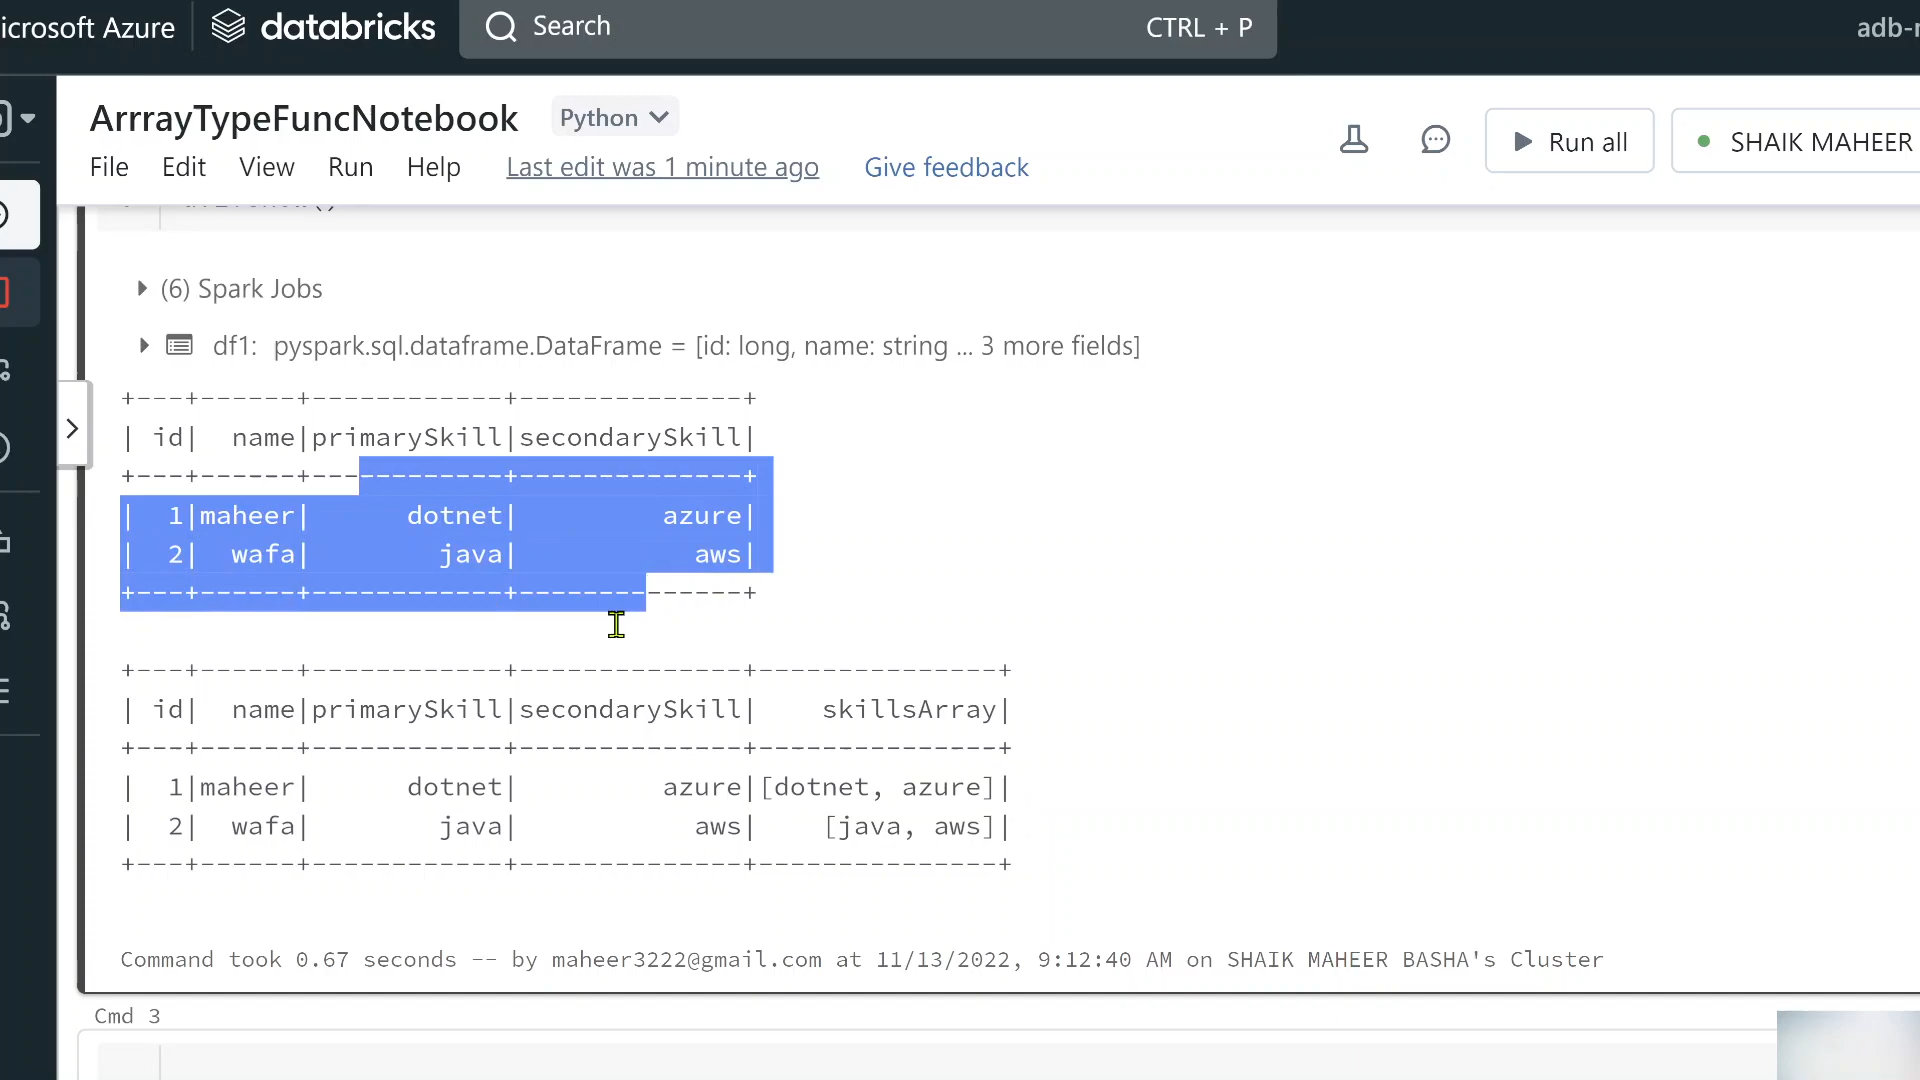 icrosoft Azure databricks Search CTRL + P adb-
ArrrayTypeFuncNotebook Python
File Edit View Run Help Last edit was 1 minute ago Give feedback Run all SHAIK MAHEER
(6) Spark Jobs
df1: pyspark.sql.dataframe.DataFrame = [id: long, name: string ... 3 more fields]
+---+------+------------+--------------+
| id|  name|primarySkill|secondarySkill|
+---+------+------------+--------------+
|  1|maheer|      dotnet|         azure|
|  2|  wafa|        java|           aws|
+---+------+------------+--------------+
+---+------+------------+--------------+---------------+
| id|  name|primarySkill|secondarySkill|    skillsArray|
+---+------+------------+--------------+---------------+
|  1|maheer|      dotnet|         azure|[dotnet, azure]|
|  2|  wafa|        java|           aws|    [java, aws]|
+---+------+------------+--------------+---------------+
Command took 0.67 seconds -- by maheer3222@gmail.com at 11/13/2022, 9:12:40 AM on SHAIK MAHEER BASHA's Cluster
Cmd 3